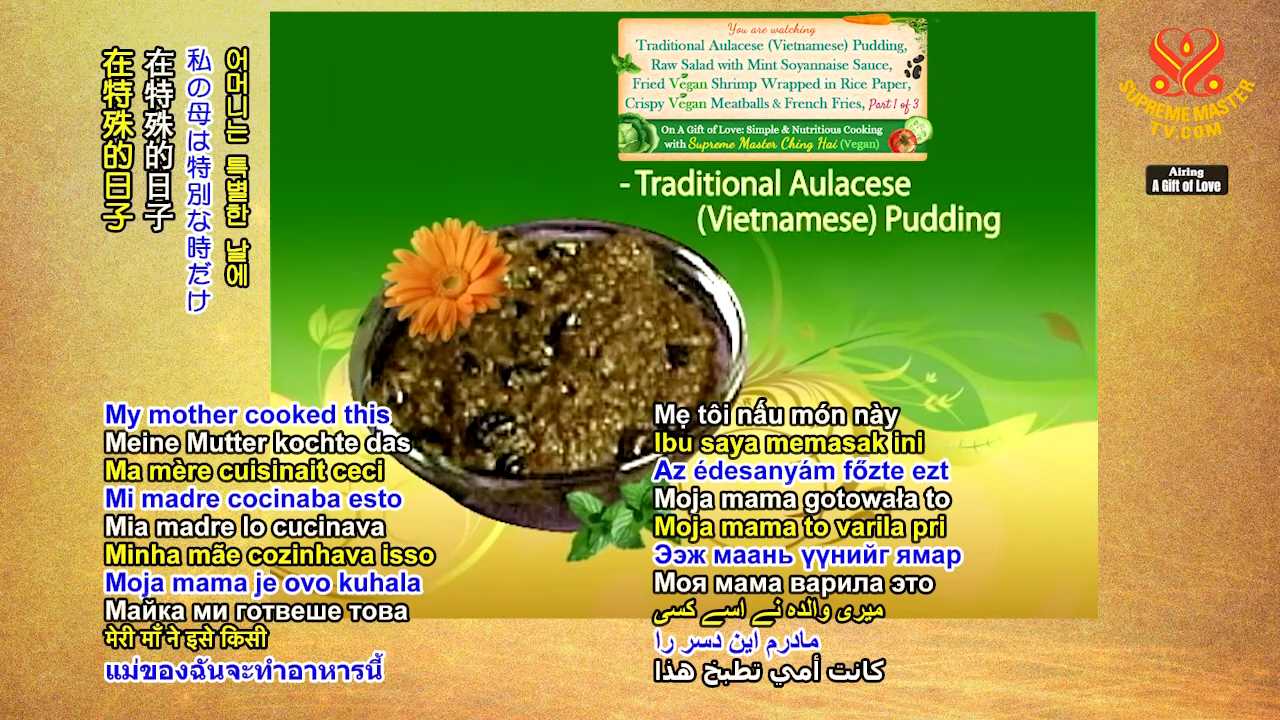 You are watching
Traditional Aulacese (Vietnamese) Pudding,
Raw Salad with Mint Soyannaise Sauce,
Fried Vegan Shrimp Wrapped in Rice Paper,
Crispy Vegan Meatballs & French Fries, Part 1 of 3
On A Gift of Love: Simple & Nutritious Cooking
with Supreme Master Ching Hai (Vegan)
SUPREME MASTER
TV.COM
Airing
A Gift of Love
- Traditional Aulacese
(Vietnamese) Pudding
어머니는 특별한 날에
私の母は特別な時だけ
在特殊的日子
在特殊的日子
My mother cooked this
Meine Mutter kochte das
Ma mère cuisinait ceci
Mi madre cocinaba esto
Mia madre lo cucinava
Minha mãe cozinhava isso
Moja mama je ovo kuhala
Майка ми готвеше това
मेरी माँ ने इसे किसी
แม่ของฉันจะทำอาหารนี้
Mẹ tôi nấu món này
Ibu saya memasak ini
Az édesanyám főzte ezt
Moja mama gotowała to
Moja mama to varila pri
Ээж маань үүнийг ямар
Моя мама варила это
میری والدہ نے اسے کسی
مادرم این دسر را
كانت أمي تطبخ هذا